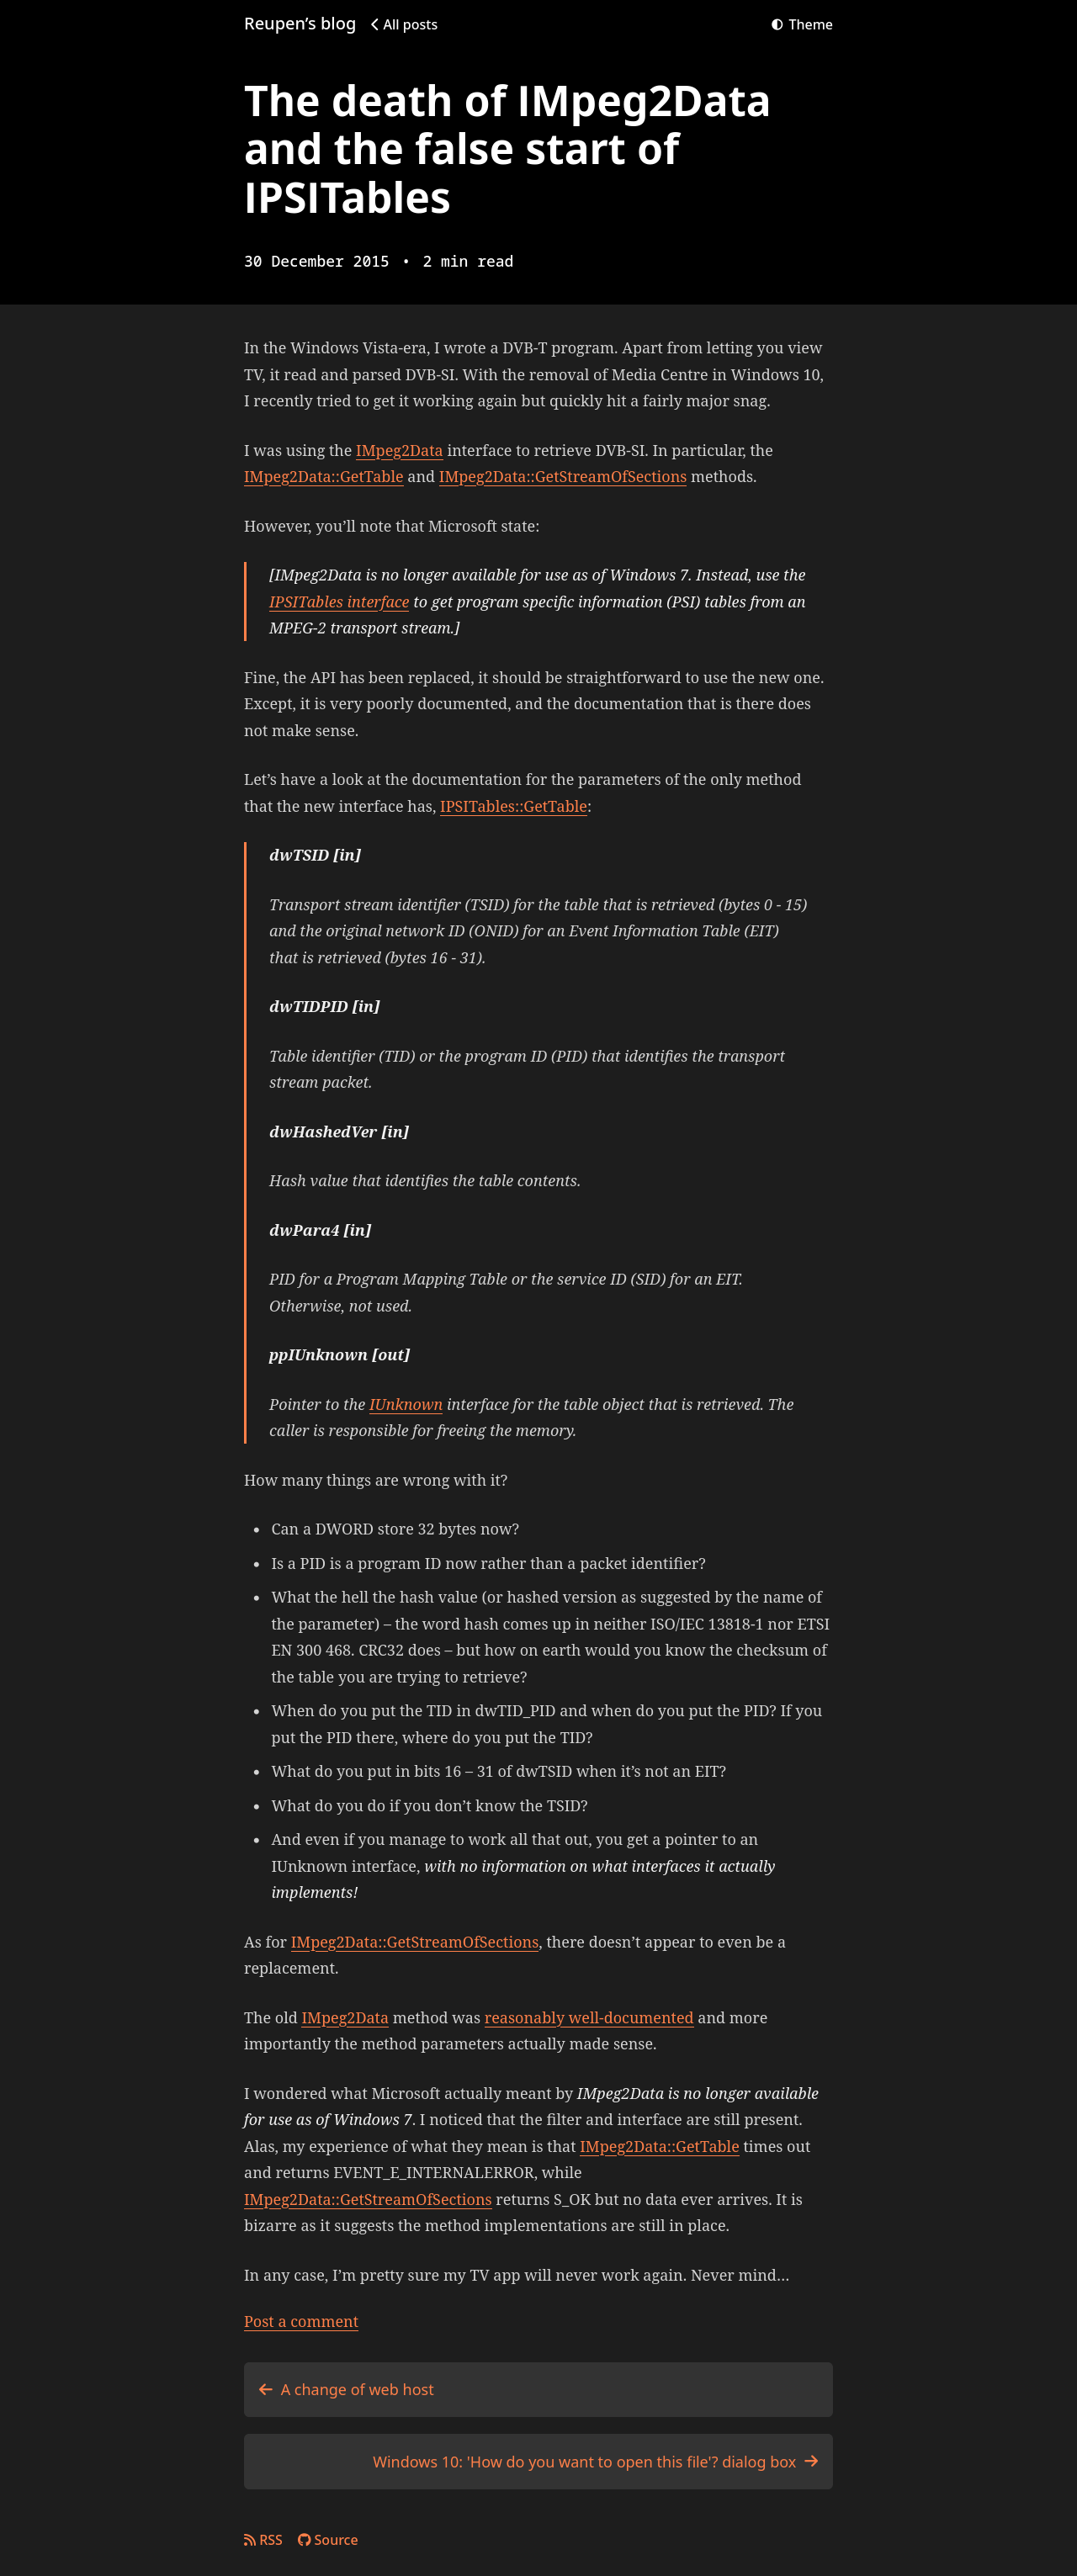 Reupen’s blog All posts Theme
The death of IMpeg2Data
and the false start of
IPSITables
30 December 2015 • 2 min read
In the Windows Vista-era, I wrote a DVB-T program. Apart from letting you view
TV, it read and parsed DVB-SI. With the removal of Media Centre in Windows 10,
I recently tried to get it working again but quickly hit a fairly major snag.
I was using the IMpeg2Data interface to retrieve DVB-SI. In particular, the
IMpeg2Data::GetTable and IMpeg2Data::GetStreamOfSections methods.
However, you’ll note that Microsoft state:
[IMpeg2Data is no longer available for use as of Windows 7. Instead, use the
IPSITables interface to get program specific information (PSI) tables from an
MPEG-2 transport stream.]
Fine, the API has been replaced, it should be straightforward to use the new one.
Except, it is very poorly documented, and the documentation that is there does
not make sense.
Let’s have a look at the documentation for the parameters of the only method
that the new interface has, IPSITables::GetTable:
dwTSID [in]
Transport stream identifier (TSID) for the table that is retrieved (bytes 0 - 15)
and the original network ID (ONID) for an Event Information Table (EIT)
that is retrieved (bytes 16 - 31).
dwTIDPID [in]
Table identifier (TID) or the program ID (PID) that identifies the transport
stream packet.
dwHashedVer [in]
Hash value that identifies the table contents.
dwPara4 [in]
PID for a Program Mapping Table or the service ID (SID) for an EIT.
Otherwise, not used.
ppIUnknown [out]
Pointer to the IUnknown interface for the table object that is retrieved. The
caller is responsible for freeing the memory.
How many things are wrong with it?
• Can a DWORD store 32 bytes now?
• Is a PID is a program ID now rather than a packet identifier?
• What the hell the hash value (or hashed version as suggested by the name of
the parameter) – the word hash comes up in neither ISO/IEC 13818-1 nor ETSI
EN 300 468. CRC32 does – but how on earth would you know the checksum of
the table you are trying to retrieve?
• When do you put the TID in dwTID_PID and when do you put the PID? If you
put the PID there, where do you put the TID?
• What do you put in bits 16 – 31 of dwTSID when it’s not an EIT?
• What do you do if you don’t know the TSID?
• And even if you manage to work all that out, you get a pointer to an
IUnknown interface, with no information on what interfaces it actually
implements!
As for IMpeg2Data::GetStreamOfSections, there doesn’t appear to even be a
replacement.
The old IMpeg2Data method was reasonably well-documented and more
importantly the method parameters actually made sense.
I wondered what Microsoft actually meant by IMpeg2Data is no longer available
for use as of Windows 7. I noticed that the filter and interface are still present.
Alas, my experience of what they mean is that IMpeg2Data::GetTable times out
and returns EVENT_E_INTERNALERROR, while
IMpeg2Data::GetStreamOfSections returns S_OK but no data ever arrives. It is
bizarre as it suggests the method implementations are still in place.
In any case, I’m pretty sure my TV app will never work again. Never mind…
Post a comment
← A change of web host
Windows 10: 'How do you want to open this file'? dialog box →
RSS Source